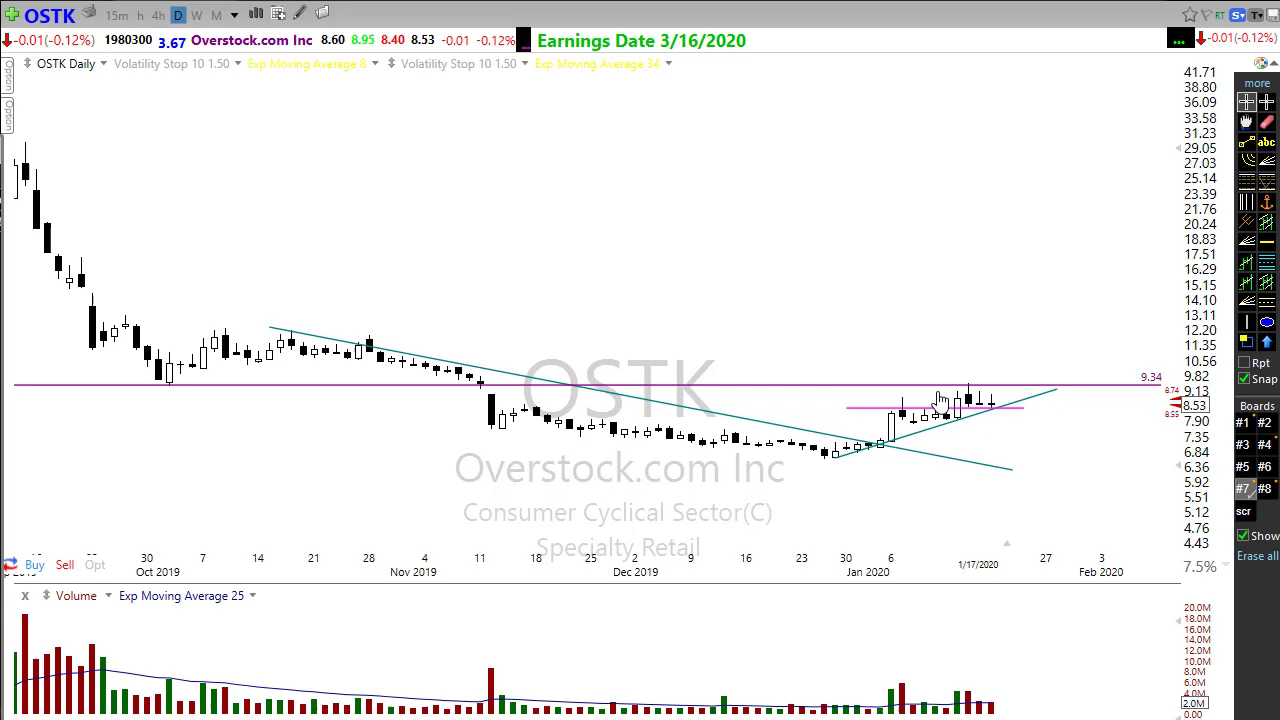 OSTK 15m h 4h D W M RT S T
-0.01(-0.12%) 1980300 3.67 Overstock.com Inc 8.60 8.95 8.40 8.53 -0.01 -0.12% ... Earnings Date 3/16/2020 ... -0.01(-0.12%)
OSTK Daily Volatility Stop 10 1.50 Exp Moving Average 8 Volatility Stop 10 1.50 Exp Moving Average 34
Option
Option
41.71
38.80
36.09
33.58
31.23
29.05
27.03
25.14
23.39
21.76
20.24
18.83
17.51
16.29
15.15
14.10
13.11
12.20
11.35
10.56
9.82
9.34
9.13
8.74
8.53
8.55
7.90
7.35
6.84
6.36
5.92
5.51
5.12
4.76
4.43
7.5%
more
abc
Rpt
Snap
Boards
#1 #2
#3 #4
#5 #6
#7 #8
scr
Show
Erase all
OSTK
Overstock.com Inc
Consumer Cyclical Sector(C)
Specialty Retail
30 7 14 21 28 4 11 18 25 2 9 16 23 30 6 27 3
Oct 2019 Nov 2019 Dec 2019 Jan 2020 1/17/2020 Feb 2020
Buy Sell Opt
x Volume Exp Moving Average 25
20.0M
18.0M
16.0M
14.0M
12.0M
10.0M
8.0M
6.0M
4.0M
2.0M
0.00